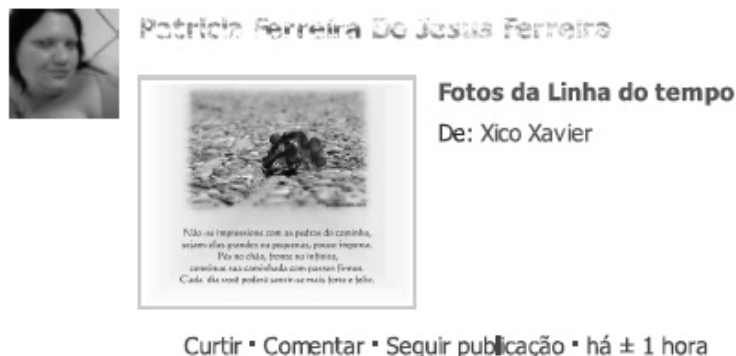 Patricia Ferreira De Jesus Ferreira
Fotos da Linha do tempo
De: Xico Xavier
Não se impressione com as pedras do caminho,
sejam elas grandes ou pequenas, pouco importa.
Pés no chão, fronte no infinito,
continue sua caminhada com passos firmes.
Cada dia você poderá sentir-se mais forte e feliz.
Curtir ▪ Comentar ▪ Seguir publicação ▪ há ± 1 hora